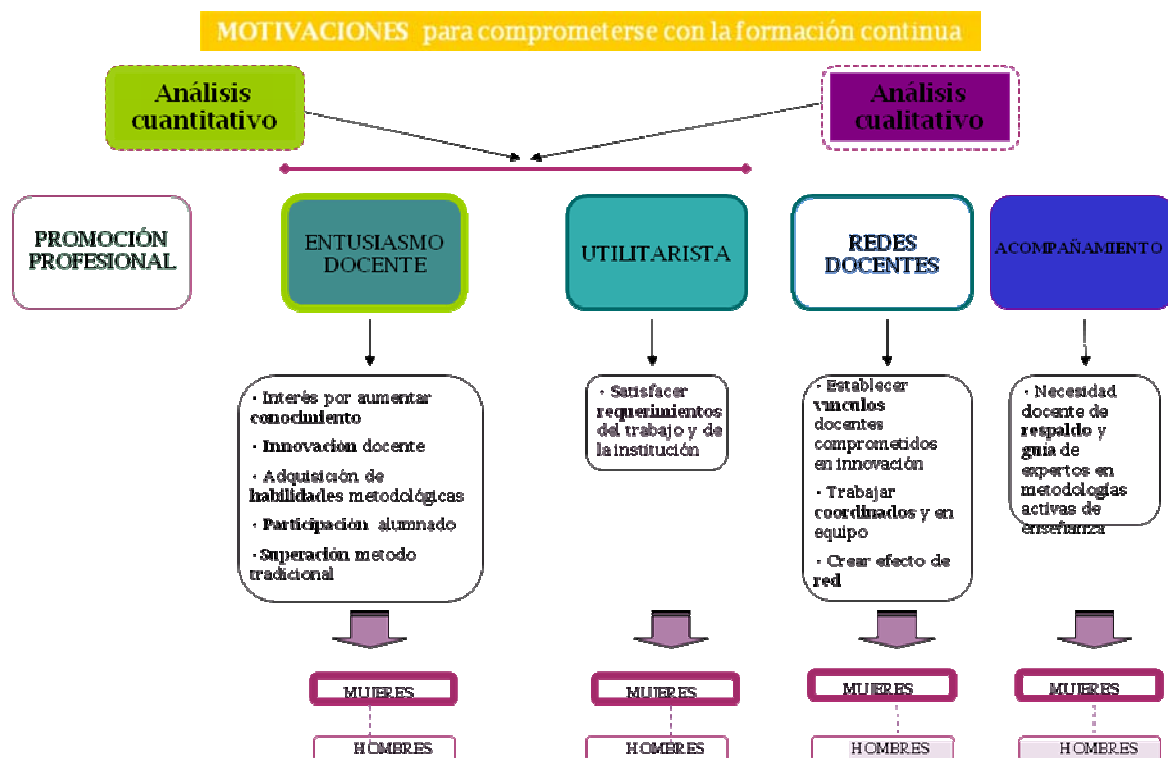 MOTIVACIONES para comprometerse con la formación continua
Análisis
cuantitativo
Análisis
cualitativo
PROMOCIÓN
PROFESIONAL
ENTUSIASMO
DOCENTE
UTILITARISTA
REDES
DOCENTES
ACOMPAÑAMIENTO
· Interés por aumentar
conocimiento
· Innovación docente
· Adquisición de
habilidades metodológicas
· Participación alumnado
· Superación metodo
tradicional
· Satisfacer
requerimientos
del trabajo y de
la institución
· Establecer
vínculos
docentes
comprometidos
en innovación
· Trabajar
coordinados y en
equipo
· Crear efecto de
red
· Necesidad
docente de
respaldo y
guía de
expertos en
metodologías
activas de
enseñanza
MUJERES
MUJERES
MUJERES
MUJERES
HOMBRES
HOMBRES
HOMBRES
HOMBRES